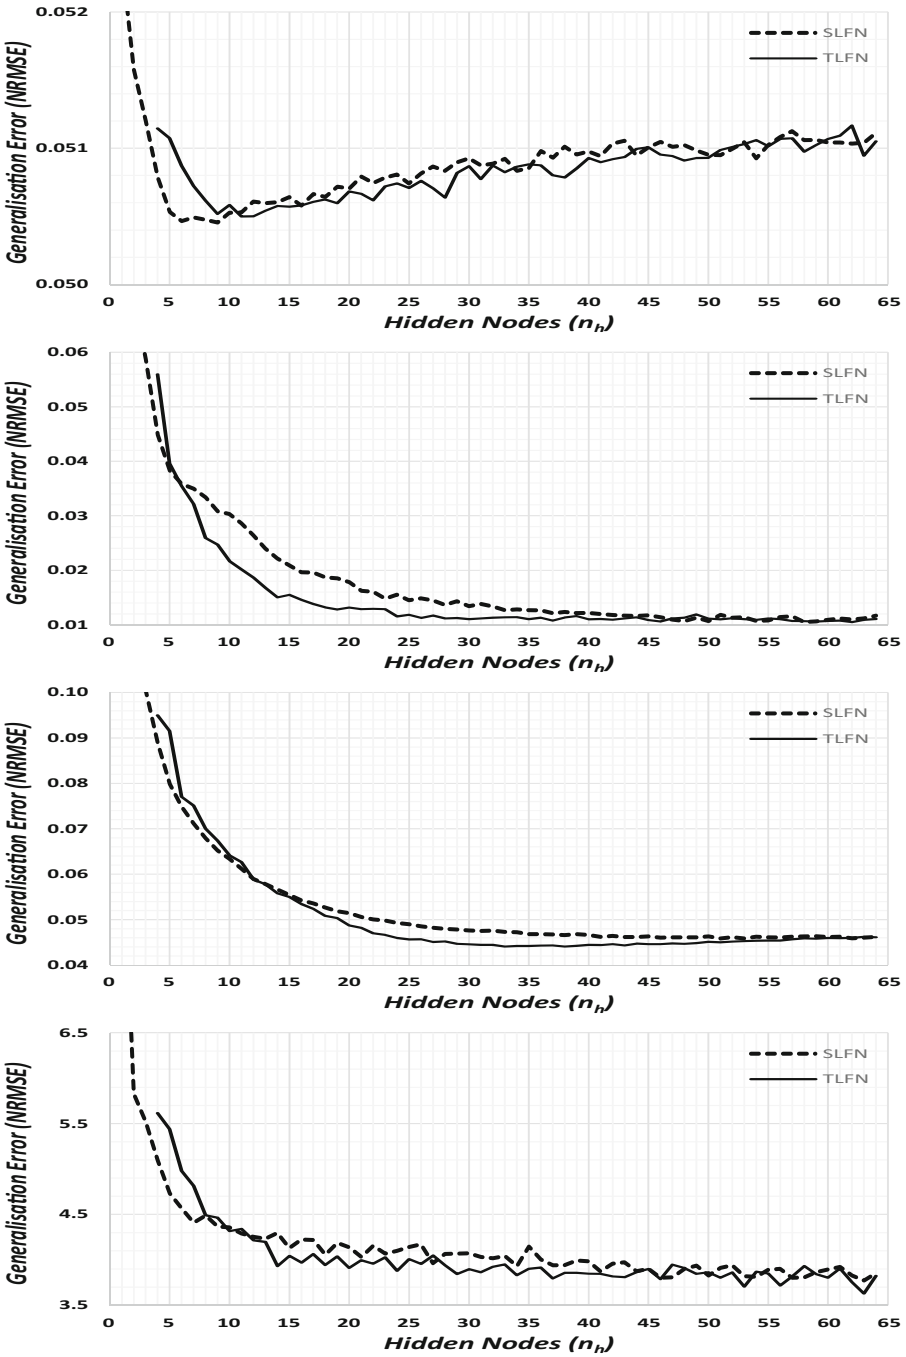 0.052
0.051
0.050
Generalisation Error (NRMSE)
SLFN
TLFN
0 5 10 15 20 25 30 35 40 45 50 55 60 65
Hidden Nodes (nh)
0.06
0.05
0.04
0.03
0.02
0.01
Generalisation Error (NRMSE)
SLFN
TLFN
0 5 10 15 20 25 30 35 40 45 50 55 60 65
Hidden Nodes (nh)
0.10
0.09
0.08
0.07
0.06
0.05
0.04
Generalisation Error (NRMSE)
SLFN
TLFN
0 5 10 15 20 25 30 35 40 45 50 55 60 65
Hidden Nodes (nh)
6.5
5.5
4.5
3.5
Generalisation Error (NRMSE)
SLFN
TLFN
0 5 10 15 20 25 30 35 40 45 50 55 60 65
Hidden Nodes (nh)